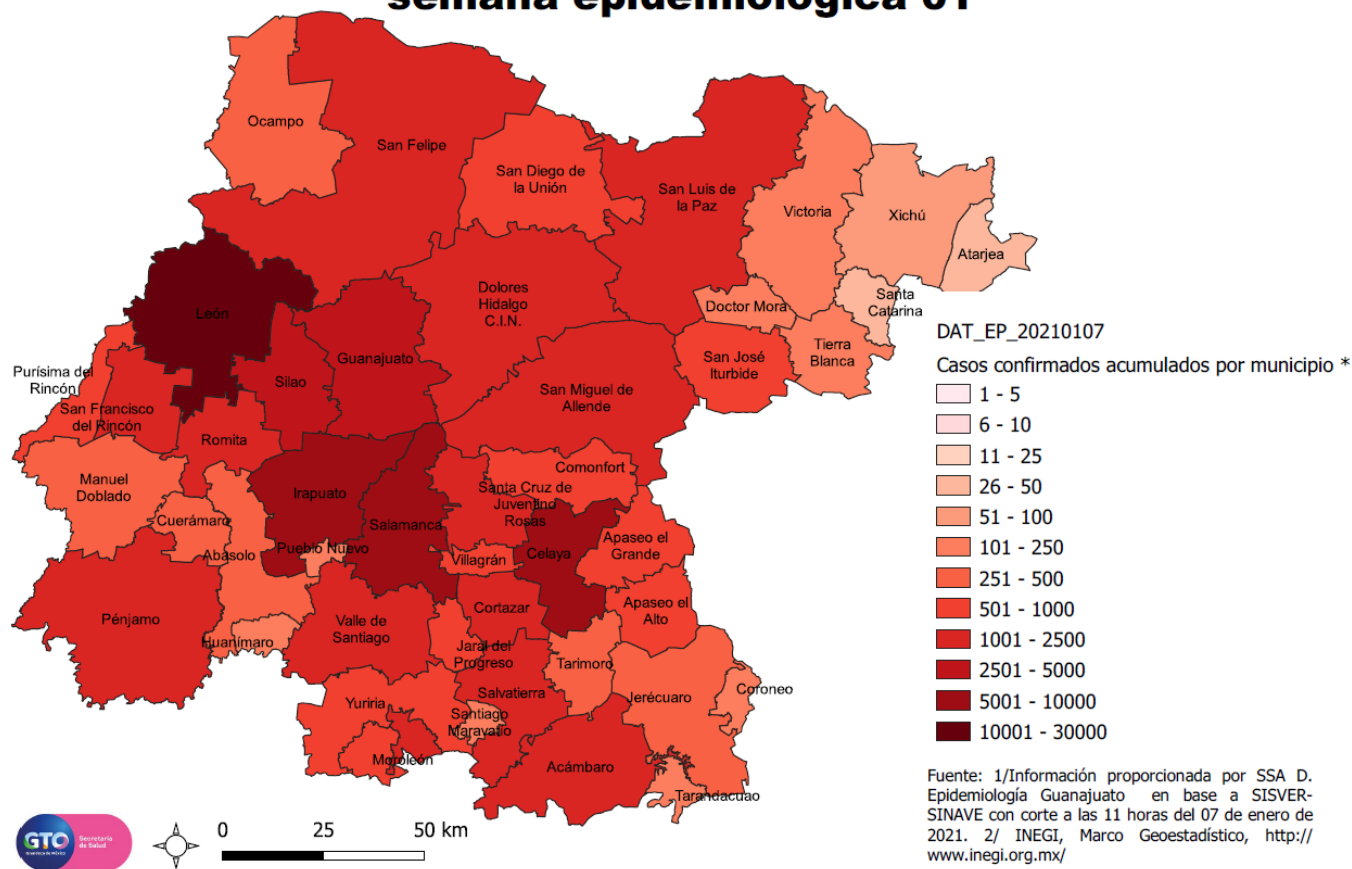 semana epidemiológica 01
Ocampo
San Felipe
San Diego de
la Unión
San Luis de
la Paz
Victoria
Xichú
Atarjea
León
Dolores
Hidalgo
C.I.N.
Doctor Mora
Santa
Catarina
Guanajuato
Tierra
Blanca
San José
Iturbide
Purísima del
Rincón
Silao
San Miguel de
Allende
San Francisco
del Rincón
Romita
Manuel
Doblado
Comonfort
Irapuato
Santa Cruz de
Juventino
Rosas
Cuerámaro
Salamanca
Abasolo
Pueblo Nuevo
Villagrán
Celaya
Apaseo el
Grande
Pénjamo
Valle de
Santiago
Cortazar
Apaseo el
Alto
Huanímaro
Jaral del
Progreso
Tarimoro
Yuriria
Salvatierra
Jerécuaro
Coroneo
Santiago
Maravatío
Moroleón
Acámbaro
Tarandacuao
DAT_EP_20210107
Casos confirmados acumulados por municipio *
1 - 5
6 - 10
11 - 25
26 - 50
51 - 100
101 - 250
251 - 500
501 - 1000
1001 - 2500
2501 - 5000
5001 - 10000
10001 - 30000
Fuente: 1/Información proporcionada por SSA D.
Epidemiología Guanajuato en base a SISVER-
SINAVE con corte a las 11 horas del 07 de enero de
2021. 2/ INEGI, Marco Geoestadístico, http://
www.inegi.org.mx/
GTO
Secretaría
de Salud
0 25 50 km